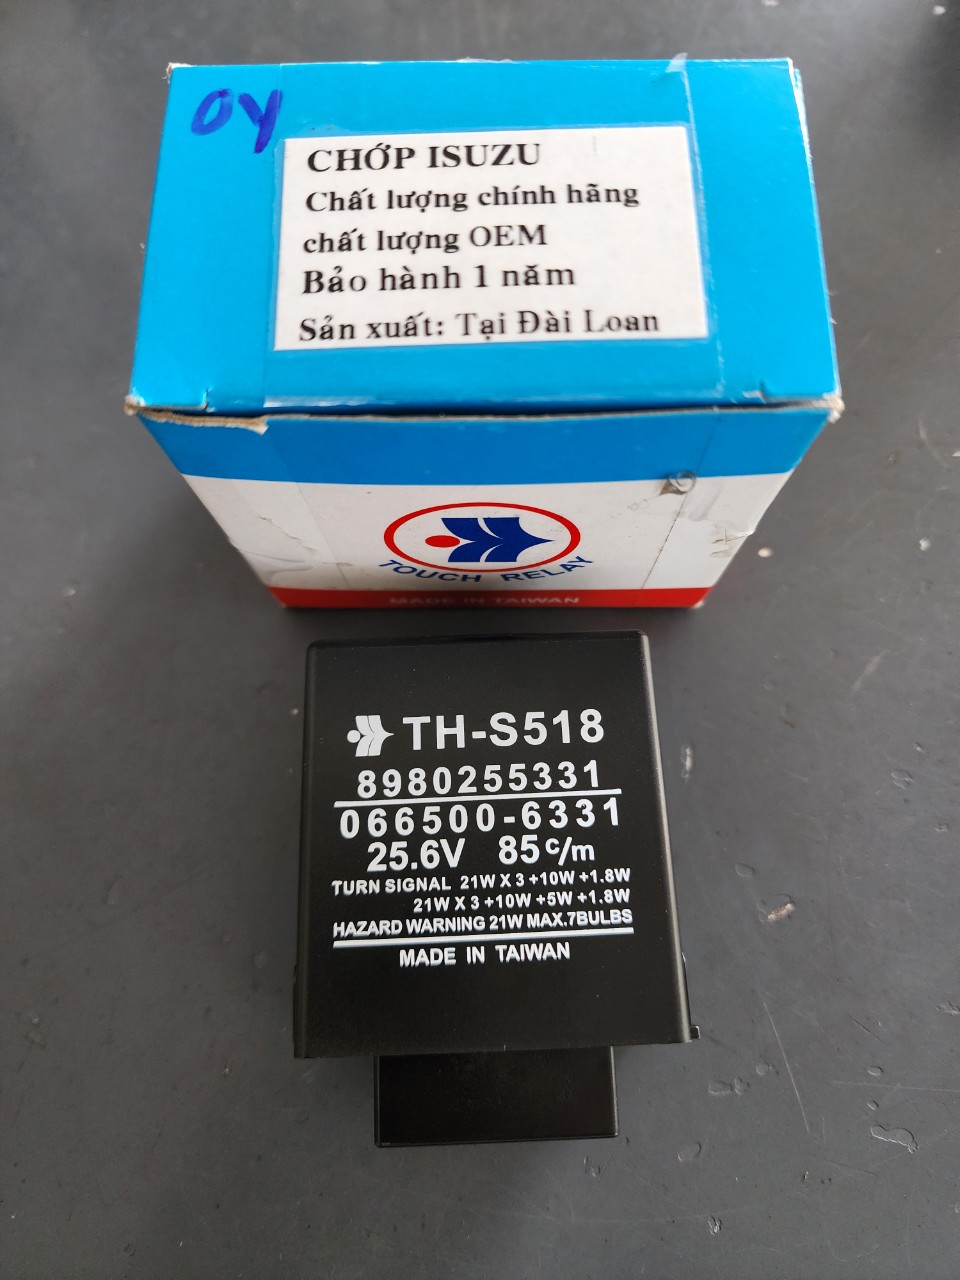 OY
CHỚP ISUZU
Chất lượng chính hãng
chất lượng OEM
Bảo hành 1 năm
Sản xuất: Tại Đài Loan
TOUCH RELAY
MADE IN TAIWAN
TH-S518
8980255331
066500-6331
25.6V 85 c/m
TURN SIGNAL 21W X 3 +10W +1.8W
21W X 3 +10W +5W +1.8W
HAZARD WARNING 21W MAX.7BULBS
MADE IN TAIWAN